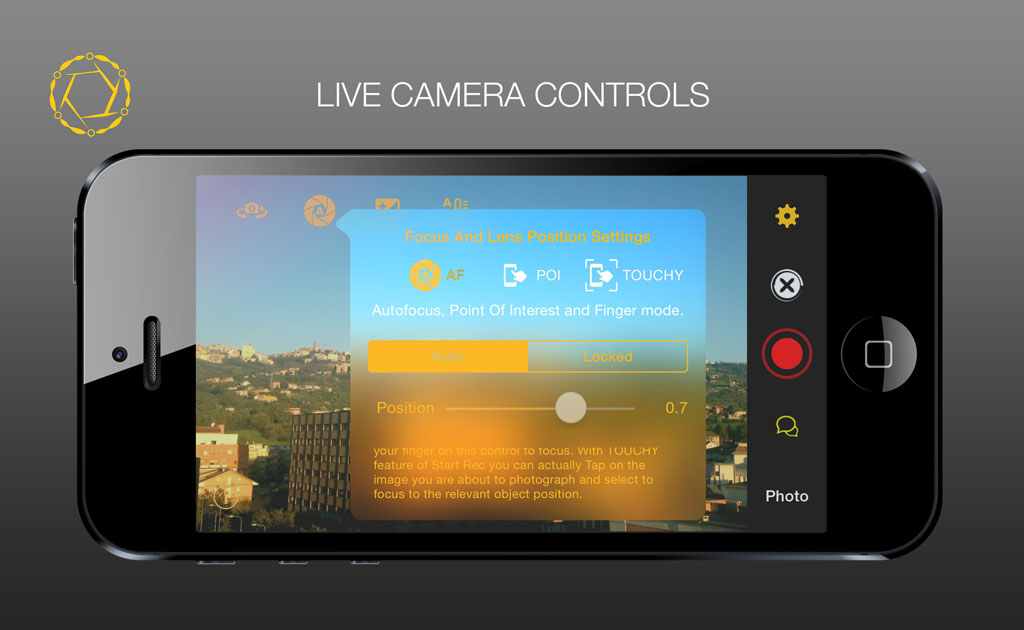 LIVE CAMERA CONTROLS
Focus And Lens Position Settings
AF POI TOUCHY
Autofocus, Point Of Interest and Finger mode.
Auto Locked
Position 0.7
your finger on this control to focus. With TOUCHY
feature of Start Rec you can actually Tap on the
image you are about to photograph and select to
focus to the relevant object position.
Photo